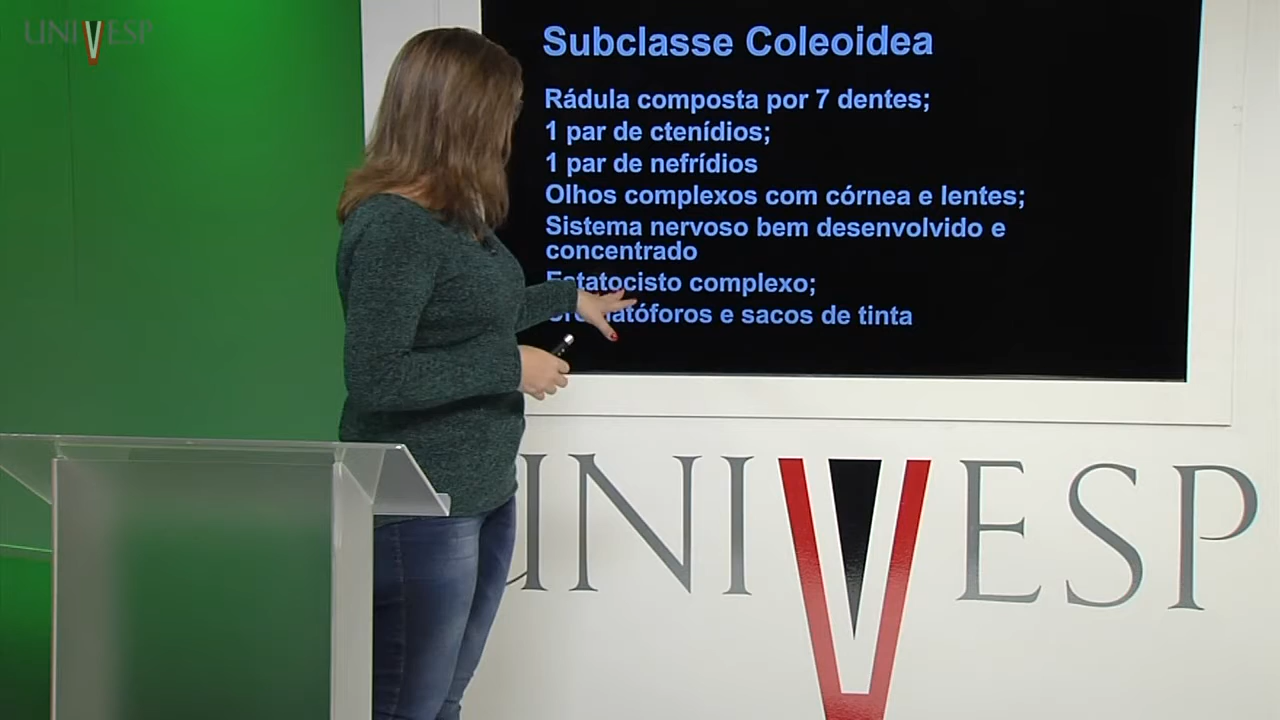 UNIVESP
Subclasse Coleoidea
Rádula composta por 7 dentes;
1 par de ctenídios;
1 par de nefrídios
Olhos complexos com córnea e lentes;
Sistema nervoso bem desenvolvido e
concentrado
Estatocisto complexo;
Cromatóforos e sacos de tinta
UNIVESP